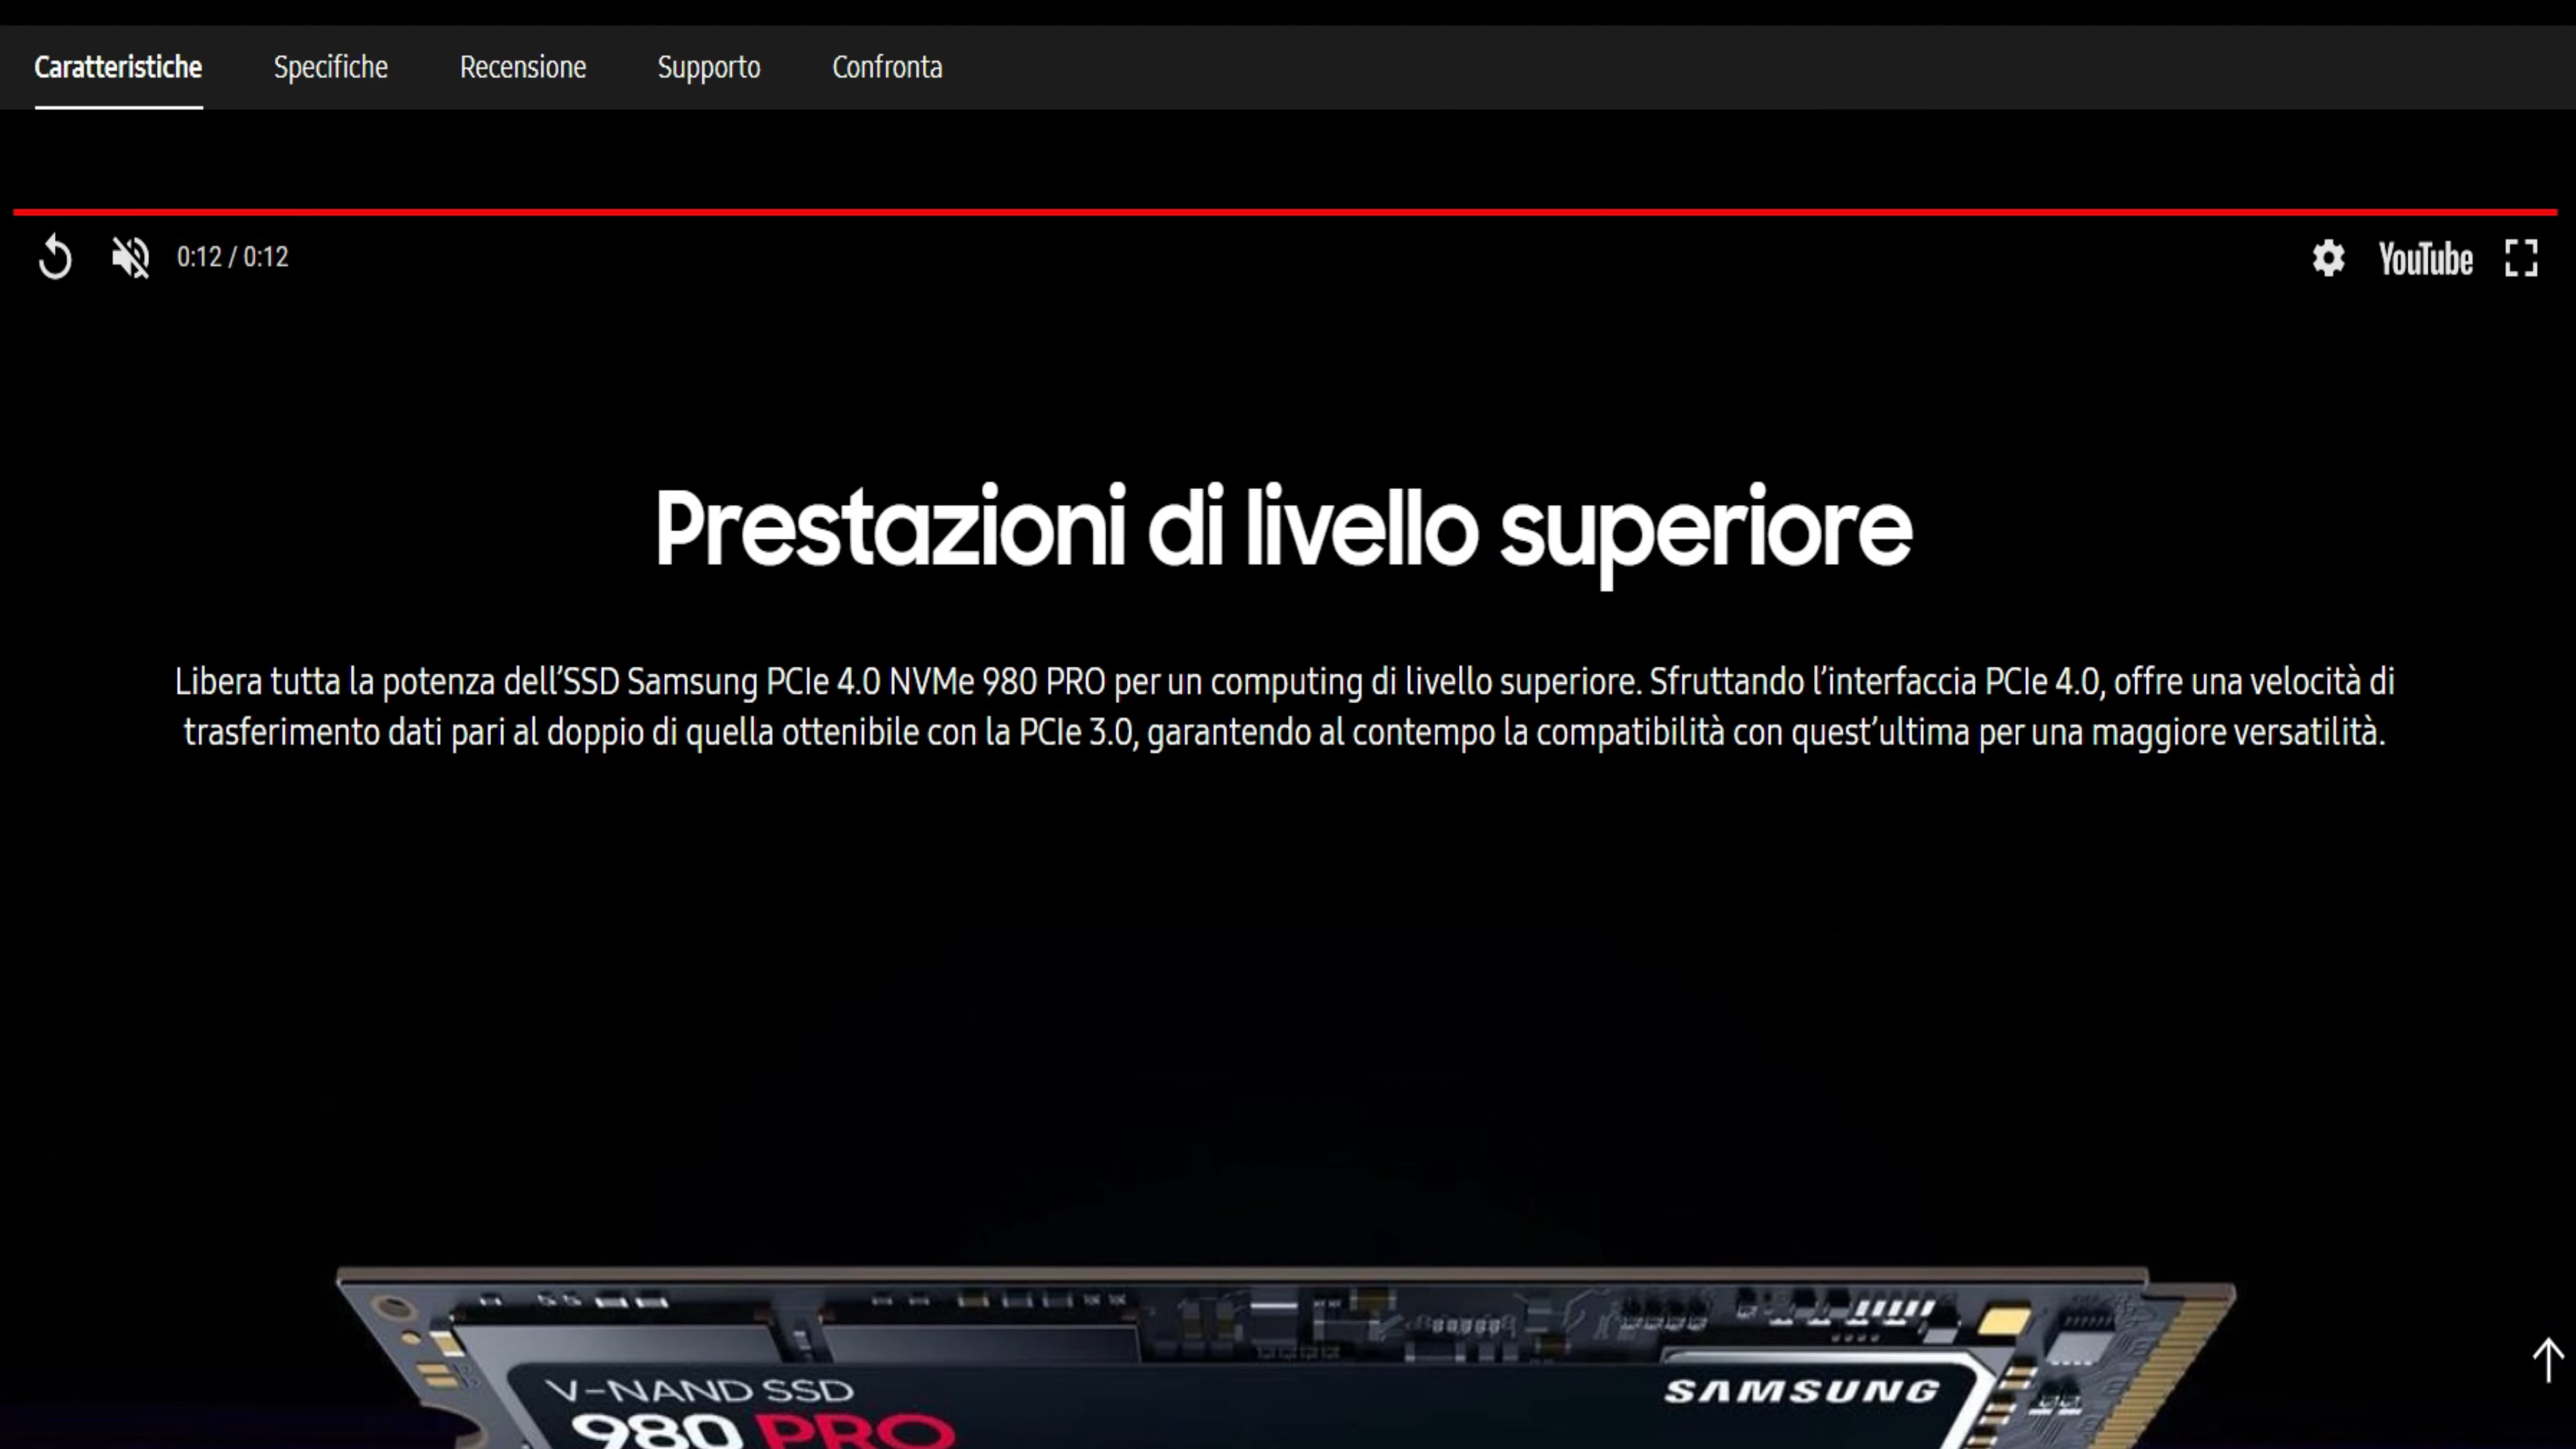 Caratteristiche Specifiche Recensione Supporto Confronta
0:12 / 0:12 YouTube
Prestazioni di livello superiore
Libera tutta la potenza dell’SSD Samsung PCIe 4.0 NVMe 980 PRO per un computing di livello superiore. Sfruttando l’interfaccia PCIe 4.0, offre una velocità di
trasferimento dati pari al doppio di quella ottenibile con la PCIe 3.0, garantendo al contempo la compatibilità con quest’ultima per una maggiore versatilità.
V-NAND SSD SAMSUNG
980 PRO